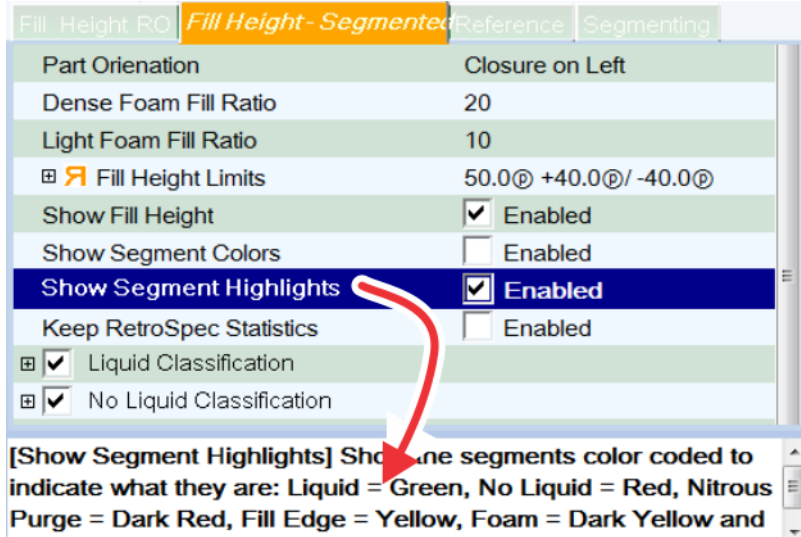 Fill Height RO Fill Height - Segmented Reference Segmenting
Part Orienation Closure on Left
Dense Foam Fill Ratio 20
Light Foam Fill Ratio 10
Я Fill Height Limits 50.0ⓟ +40.0ⓟ/ -40.0ⓟ
Show Fill Height Enabled
Show Segment Colors Enabled
Show Segment Highlights Enabled
Keep RetroSpec Statistics Enabled
Liquid Classification
No Liquid Classification
[Show Segment Highlights] segments color coded to
indicate what they are: Liquid = Green, No Liquid = Red, Nitrous
Purge = Dark Red, Fill Edge = Yellow, Foam = Dark Yellow and